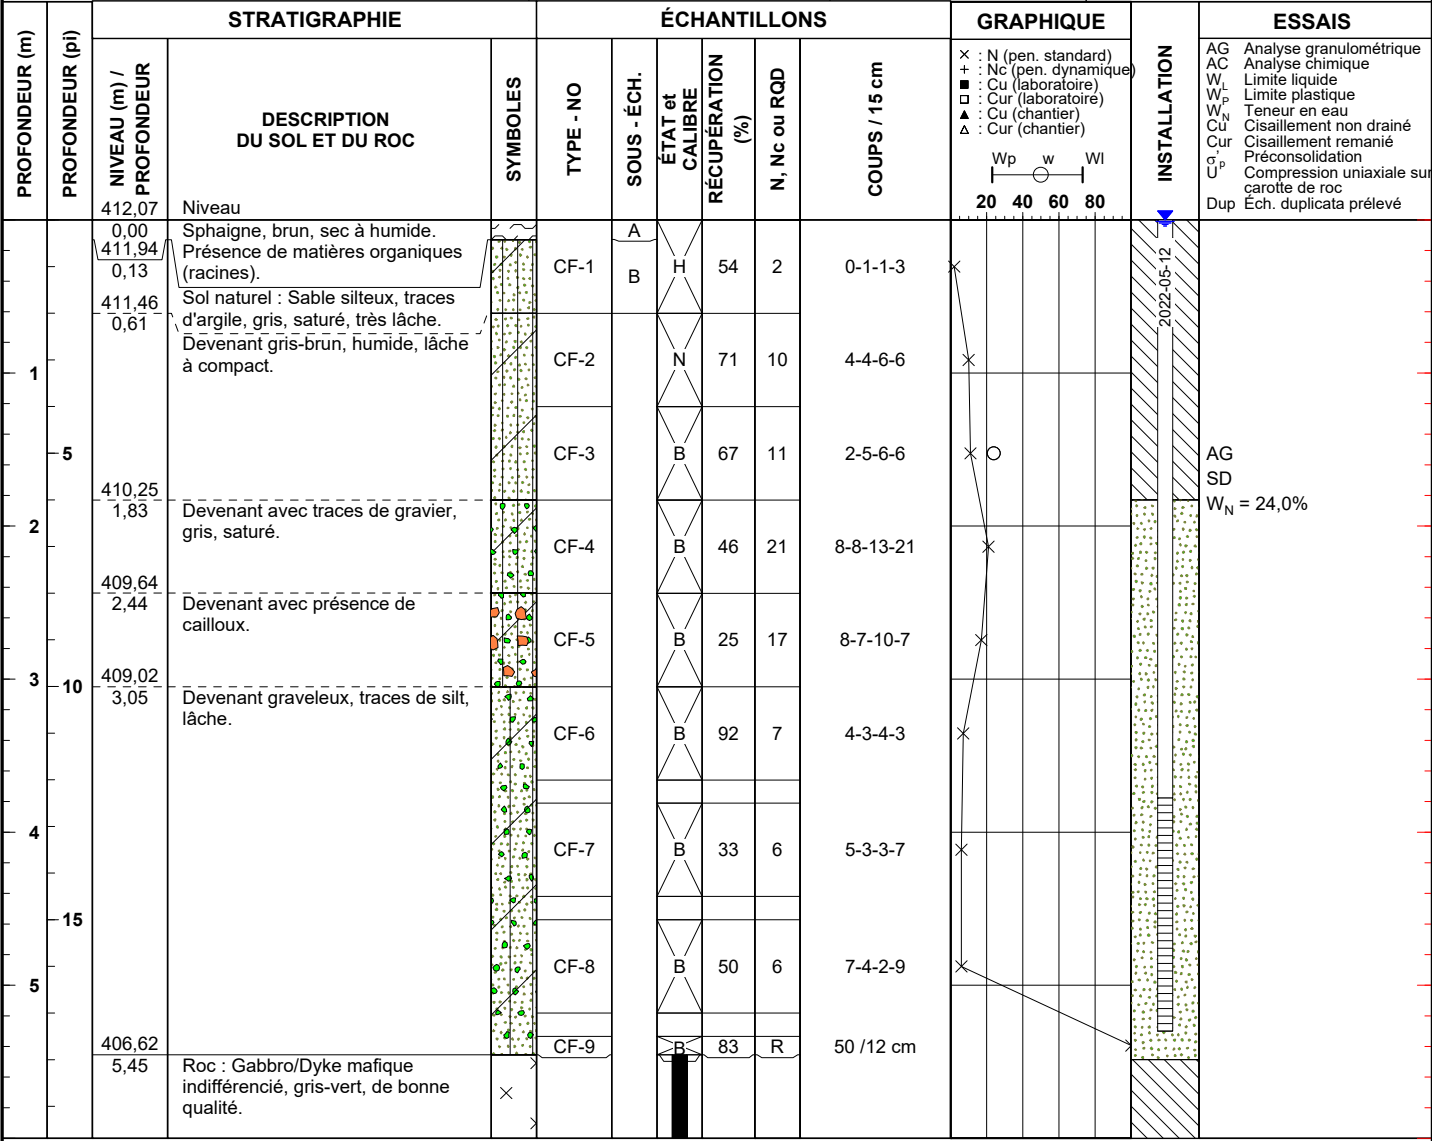 STRATIGRAPHIE
ÉCHANTILLONS
GRAPHIQUE
ESSAIS
PROFONDEUR (m)
PROFONDEUR (pi)
NIVEAU (m) /
PROFONDEUR
DESCRIPTION
DU SOL ET DU ROC
SYMBOLES
TYPE - NO
SOUS - ÉCH.
ÉTAT et
CALIBRE
RÉCUPÉRATION
(%)
N, Nc ou RQD
COUPS / 15 cm
× : N (pen. standard)
+ : Nc (pen. dynamique)
■ : Cu (laboratoire)
□ : Cur (laboratoire)
▲ : Cu (chantier)
△ : Cur (chantier)
Wp w Wl
20 40 60 80
INSTALLATION
AG Analyse granulométrique
AC Analyse chimique
W_L Limite liquide
W_P Limite plastique
W_N Teneur en eau
Cu Cisaillement non drainé
Cur Cisaillement remanié
σ'_p Préconsolidation
U Compression uniaxiale sur
carotte de roc
Dup Éch. duplicata prélevé
412,07 Niveau
0,00 Sphaigne, brun, sec à humide.
Présence de matières organiques
(racines).
411,94
0,13 Sol naturel : Sable silteux, traces
d'argile, gris, saturé, très lâche.
411,46
0,61 Devenant gris-brun, humide, lâche
à compact.
410,25
1,83 Devenant avec traces de gravier,
gris, saturé.
409,64
2,44 Devenant avec présence de
cailloux.
409,02
3,05 Devenant graveleux, traces de silt,
lâche.
406,62
5,45 Roc : Gabbro/Dyke mafique
indifférencié, gris-vert, de bonne
qualité.
1
2
3
4
5
5
10
15
A
B
CF-1 H 54 2 0-1-1-3
CF-2 N 71 10 4-4-6-6
CF-3 B 67 11 2-5-6-6
CF-4 B 46 21 8-8-13-21
CF-5 B 25 17 8-7-10-7
CF-6 B 92 7 4-3-4-3
CF-7 B 33 6 5-3-3-7
CF-8 B 50 6 7-4-2-9
CF-9 B 83 R 50 /12 cm
2022-05-12
AG
SD
W_N = 24,0%